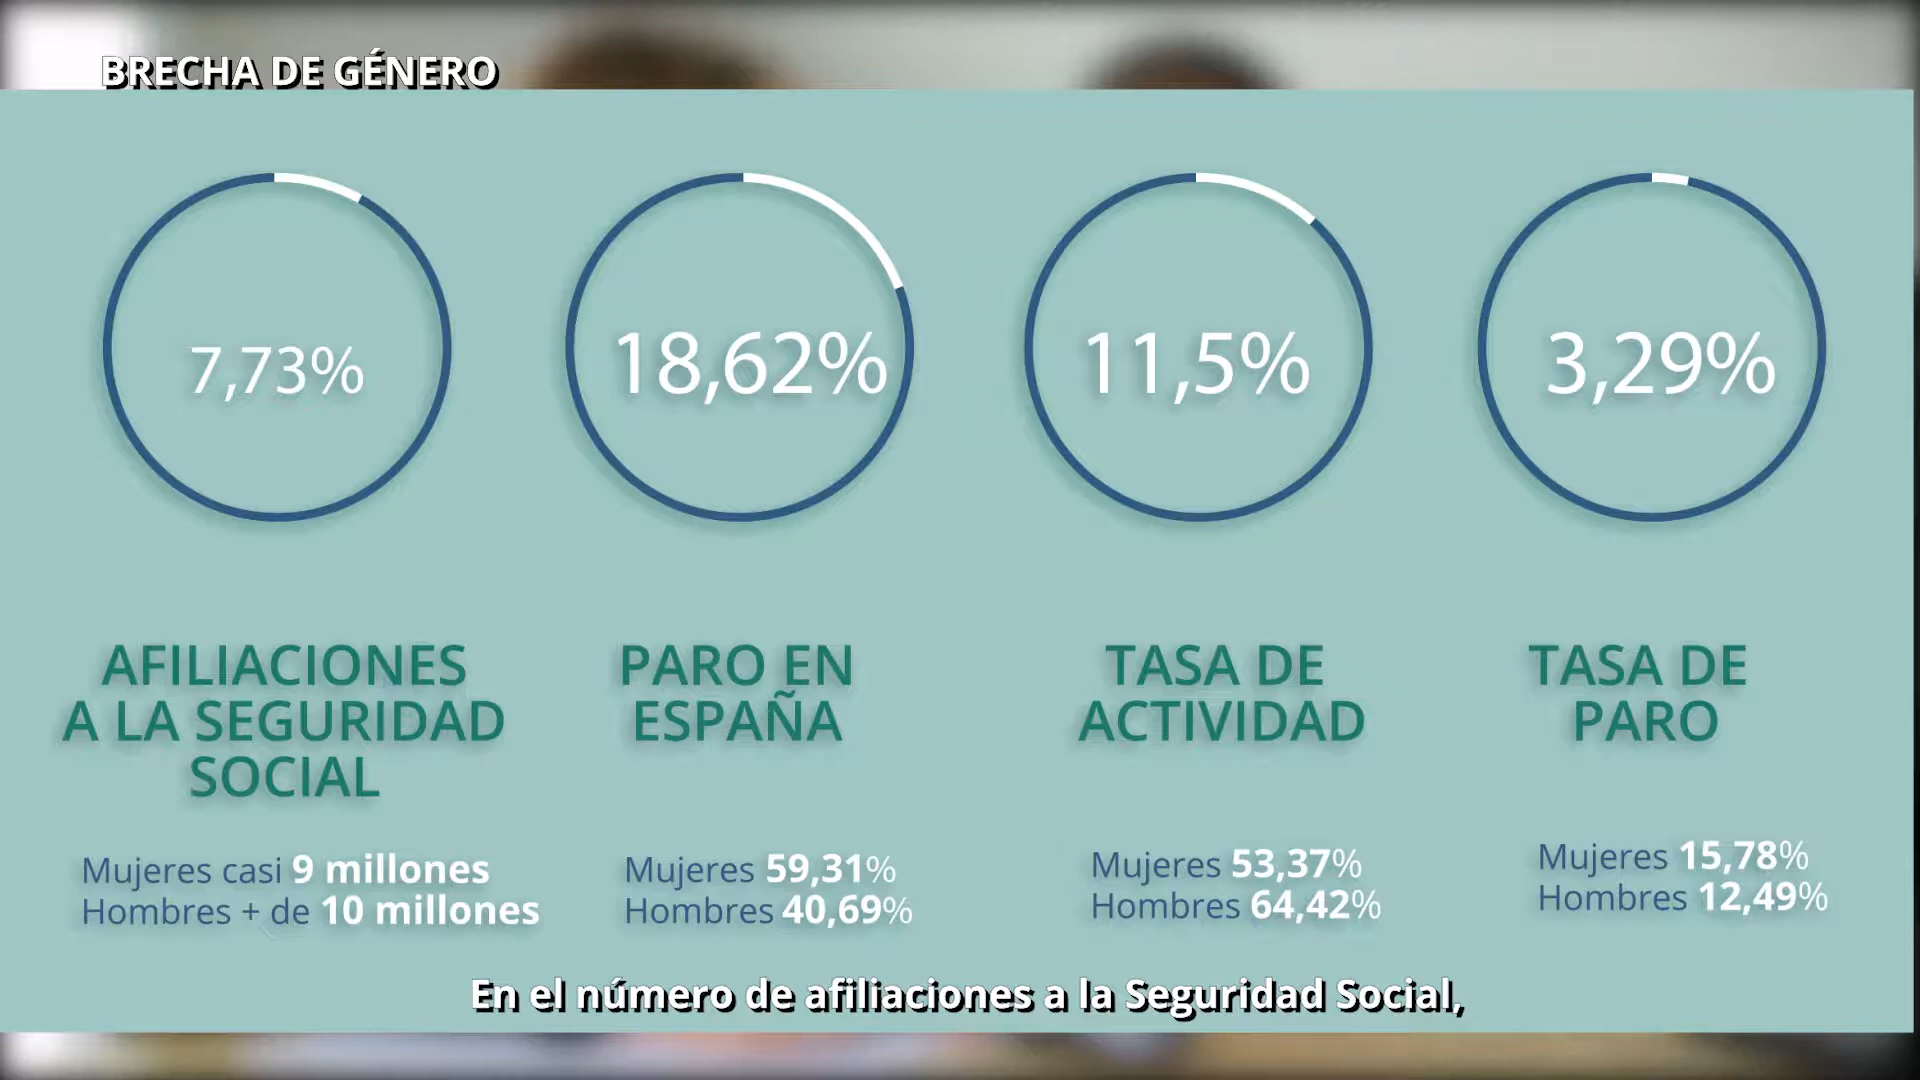 BRECHA DE GÉNERO
7,73%
18,62%
11,5%
3,29%
AFILIACIONES
A LA SEGURIDAD
SOCIAL
PARO EN
ESPAÑA
TASA DE
ACTIVIDAD
TASA DE
PARO
Mujeres casi 9 millones
Hombres + de 10 millones
Mujeres 59,31%
Hombres 40,69%
Mujeres 53,37%
Hombres 64,42%
Mujeres 15,78%
Hombres 12,49%
En el número de afiliaciones a la Seguridad Social,